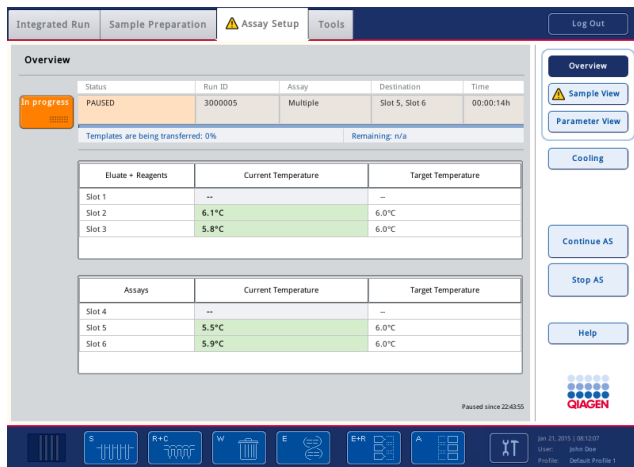 Integrated Run Sample Preparation Assay Setup Tools Log Out
Overview
Overview
Sample View
Parameter View
Cooling
Continue AS
Stop AS
Help
QIAGEN
In progress
Status Run ID Assay Destination Time
PAUSED 3000005 Multiple Slot 5, Slot 6 00:00:14h
Templates are being transferred: 0% Remaining: n/a
Eluate + Reagents Current Temperature Target Temperature
Slot 1 -- --
Slot 2 6.1°C 6.0°C
Slot 3 5.8°C 6.0°C
Assays Current Temperature Target Temperature
Slot 4 -- --
Slot 5 5.5°C 6.0°C
Slot 6 5.9°C 6.0°C
Paused since 22:43:55
S R+C W E E+R A
Jan 21, 2015 | 08:12:07
User: John Doe
Profile: Default Profile 1